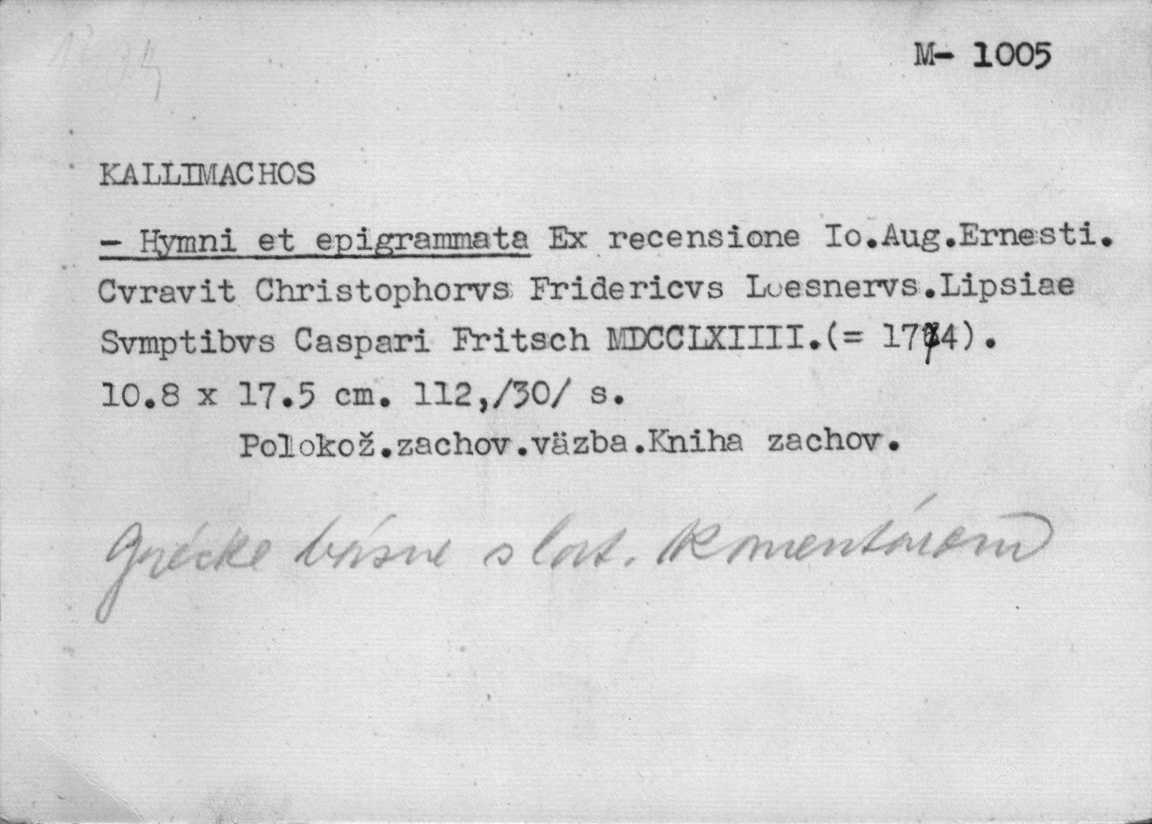 M- 1005
KALLIMACHOS
- Hymni et epigrammata Ex recensione Io.Aug.Ernesti.
Cvravit Christophorvs Fridericvs Loesnervs.Lipsiae
Svmptibvs Caspari Fritsch MDCCLXIIII.(= 1774).
10.8 x 17.5 cm. 112,/30/ s.
Polokož.zachov.väzba.Kniha zachov.
Grécke básne s lat. komentárom